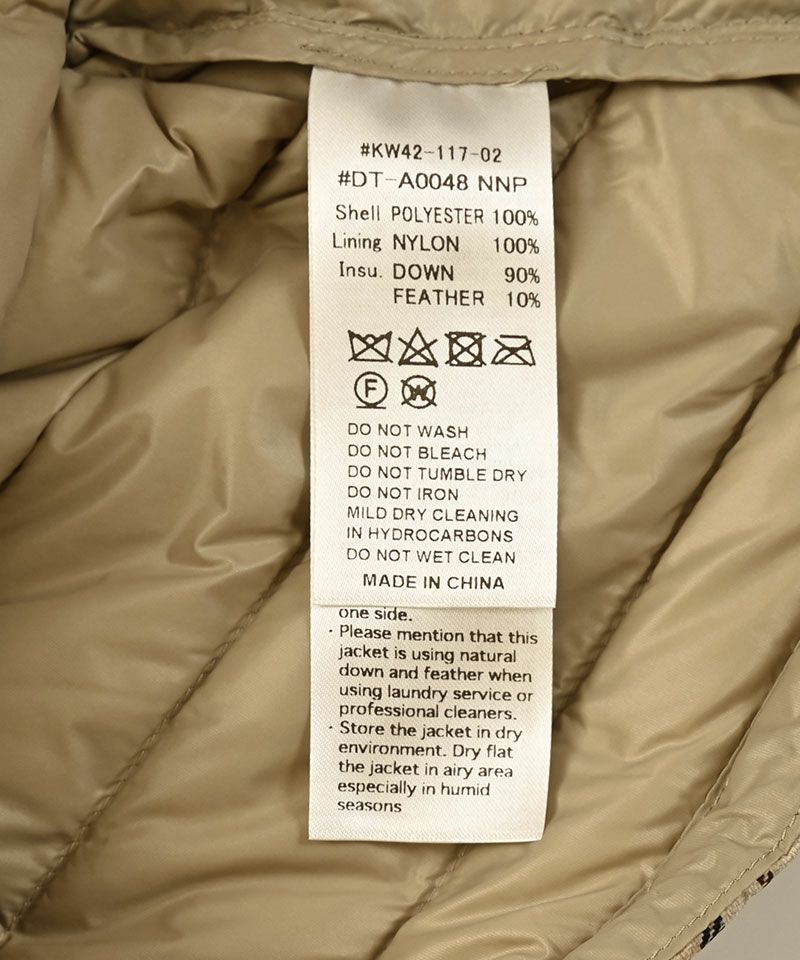 #KW42-117-02
#DT-A0048 NNP
Shell POLYESTER 100%
Lining NYLON 100%
Insu. DOWN 90%
FEATHER 10%
F W
DO NOT WASH
DO NOT BLEACH
DO NOT TUMBLE DRY
DO NOT IRON
MILD DRY CLEANING
IN HYDROCARBONS
DO NOT WET CLEAN
MADE IN CHINA
one side.
· Please mention that this
jacket is using natural
down and feather when
using laundry service or
professional cleaners.
· Store the jacket in dry
environment. Dry flat
the jacket in airy area
especially in humid
seasons